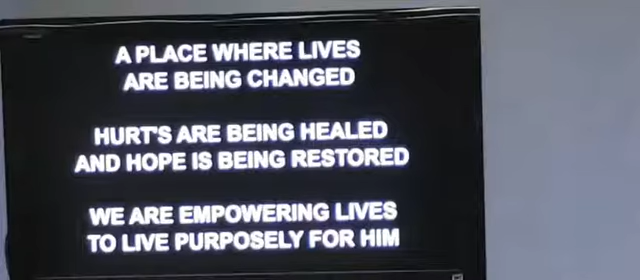 A PLACE WHERE LIVES
ARE BEING CHANGED
HURT'S ARE BEING HEALED
AND HOPE IS BEING RESTORED
WE ARE EMPOWERING LIVES
TO LIVE PURPOSELY FOR HIM